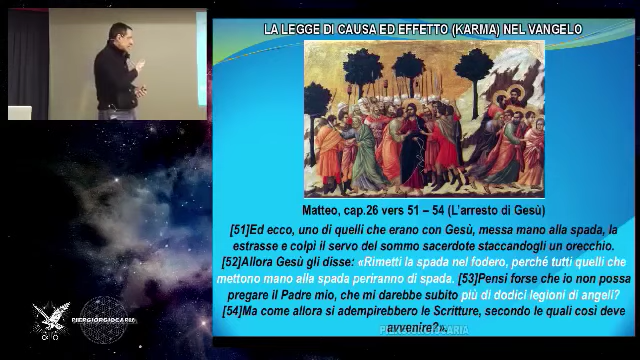 LA LEGGE DI CAUSA ED EFFETTO (KARMA) NEL VANGELO
Matteo, cap.26 vers 51 – 54 (L'arresto di Gesù)
[51]Ed ecco, uno di quelli che erano con Gesù, messa mano alla spada, la
estrasse e colpì il servo del sommo sacerdote staccandogli un orecchio.
[52]Allora Gesù gli disse: «Rimetti la spada nel fodero, perché tutti quelli che
mettono mano alla spada periranno di spada. [53]Pensi forse che io non possa
pregare il Padre mio, che mi darebbe subito più di dodici legioni di angeli?
[54]Ma come allora si adempirebbero le Scritture, secondo le quali così deve
avvenire?».
PIERGIORGIOCARIA
PIERGIORGIOCARIA